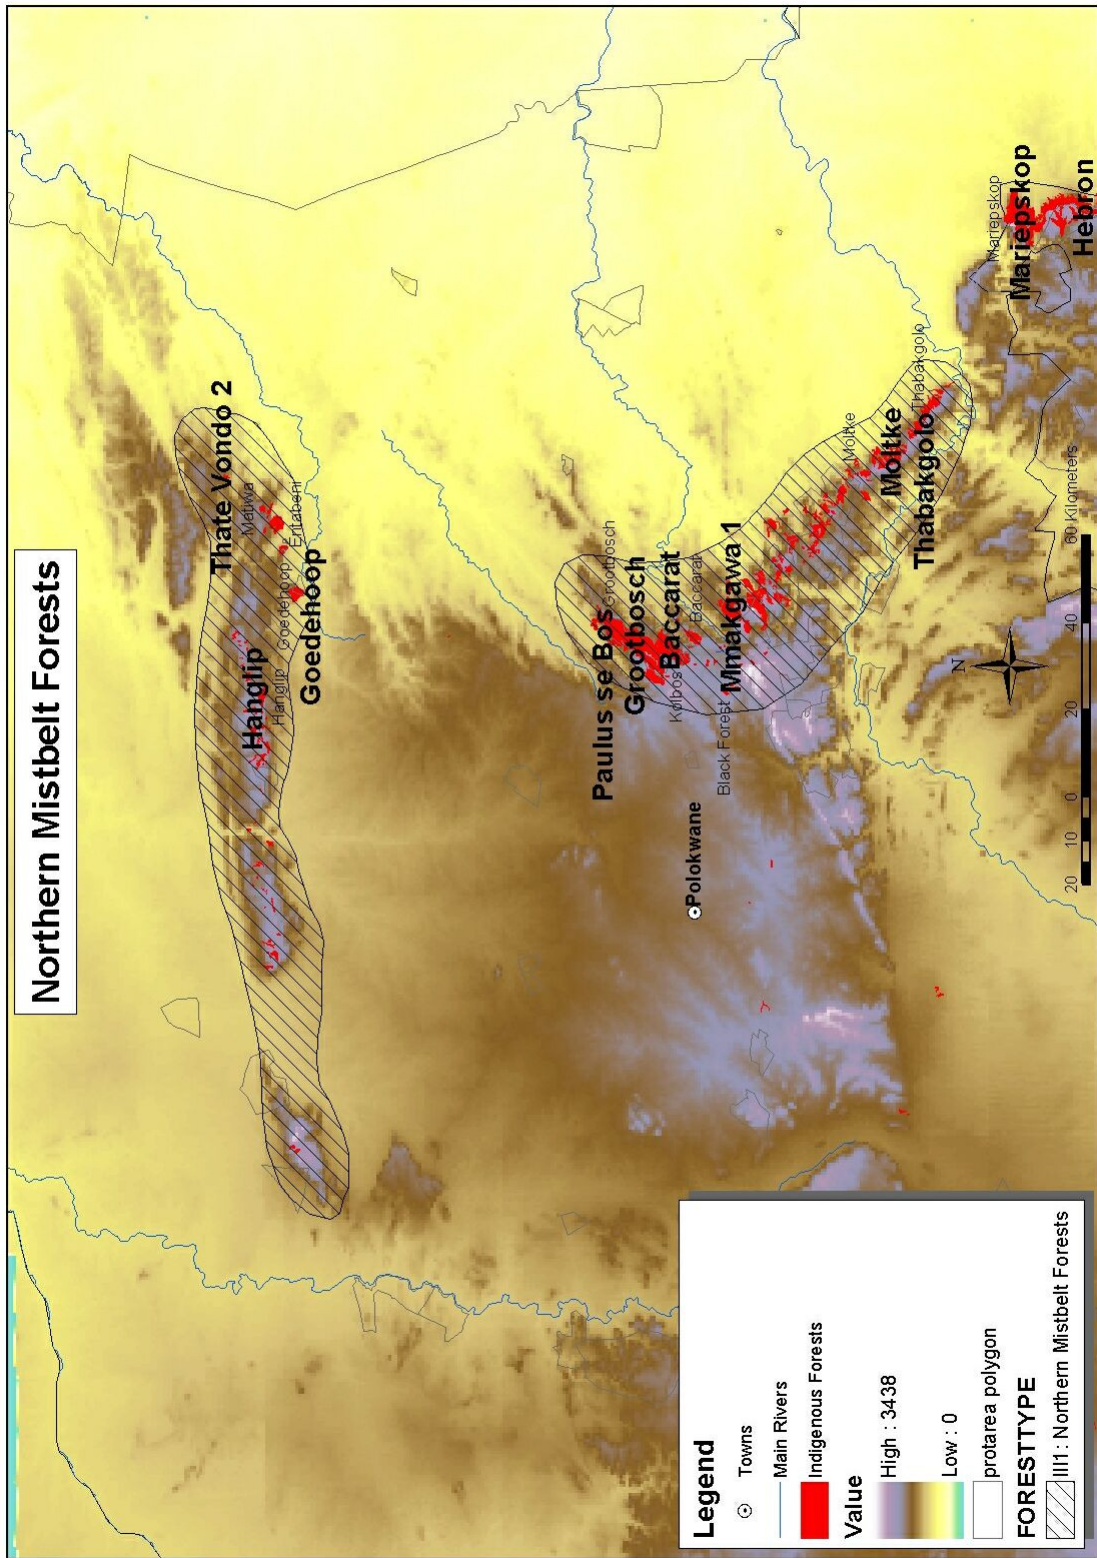 Northern Mistbelt Forests
Thate Vondo 2
Matiwa
Entabeni
Goedehoop
Goedehoop
Hanglip
Hanglip
Paulus se Bos
Grootbosch
Grootbosch
Baccarat
Baccarat
Kolbos
Mmakgawa 1
Black Forest
Polokwane
Moltke
Moltke
Thabakgolo
Thabakgolo
Mariepskop
Mariepskop
Hebron
N
20 10 0 20 40 60 Kilometers
Legend
Towns
Main Rivers
Indigenous Forests
Value
High : 3438
Low : 0
protarea polygon
FORESTTYPE
III1: Northern Mistbelt Forests